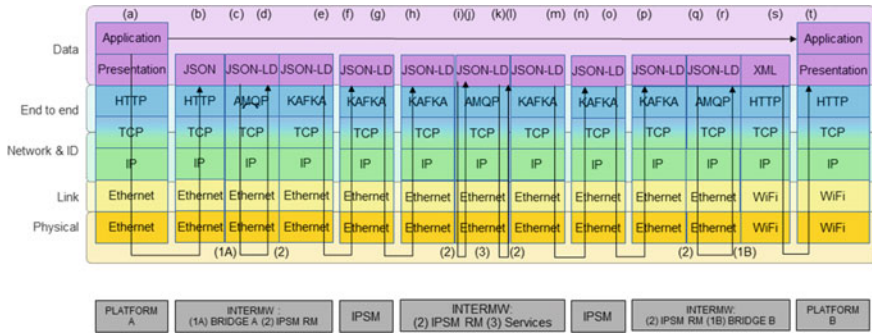 (a) (b) (c) (d) (e) (f) (g) (h) (i)(j) (k)(l) (m) (n) (o) (p) (q) (r) (s) (t)
Data
Application Application
Presentation JSON JSON-LD JSON-LD JSON-LD JSON-LD JSON-LD JSON-LD JSON-LD JSON-LD JSON-LD XML Presentation
End to end
HTTP HTTP AMQP KAFKA KAFKA KAFKA AMQP KAFKA KAFKA KAFKA AMQP HTTP HTTP
TCP TCP TCP TCP TCP TCP TCP TCP TCP TCP TCP TCP TCP
Network & ID
IP IP IP IP IP IP IP IP IP IP IP IP IP
Link Ethernet Ethernet Ethernet Ethernet Ethernet Ethernet Ethernet Ethernet Ethernet Ethernet Ethernet WiFi WiFi
Physical Ethernet Ethernet Ethernet Ethernet Ethernet Ethernet Ethernet Ethernet Ethernet Ethernet Ethernet WiFi WiFi
(1A) (2) (2) (3) (2) (2) (1B)
PLATFORM A
INTERMW :
(1A) BRIDGE A (2) IPSM RM
IPSM
INTERMW:
(2) IPSM RM (3) Services
IPSM
INTERMW:
(2) IPSM RM (1B) BRIDGE B
PLATFORM
B